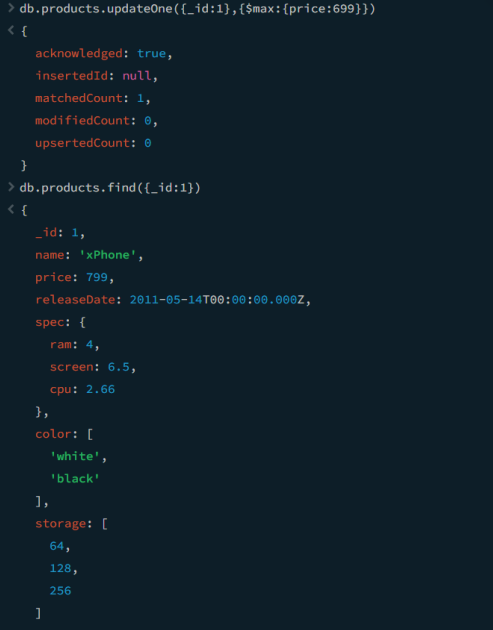 > db.products.updateOne({_id:1},{$max:{price:699}})
< {
acknowledged: true,
insertedId: null,
matchedCount: 1,
modifiedCount: 0,
upsertedCount: 0
}
> db.products.find({_id:1})
< {
_id: 1,
name: 'xPhone',
price: 799,
releaseDate: 2011-05-14T00:00:00.000Z,
spec: {
ram: 4,
screen: 6.5,
cpu: 2.66
},
color: [
'white',
'black'
],
storage: [
64,
128,
256
]